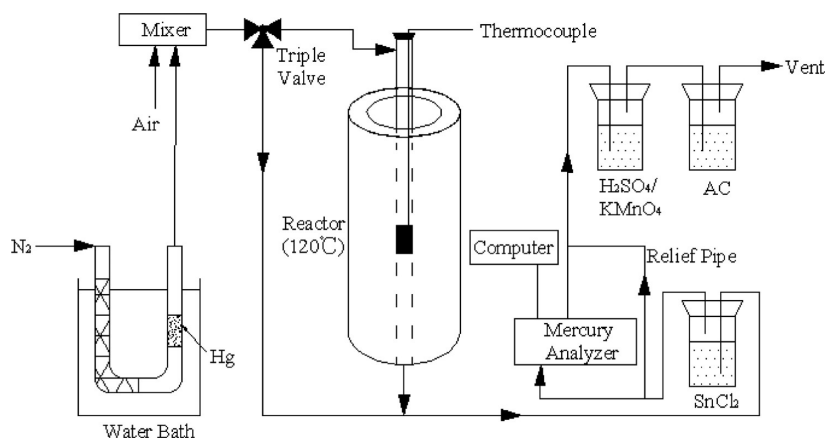 Mixer
Triple
Valve
Thermocouple
Vent
Air
H₂SO₄/
KMnO₄
AC
Reactor
(120℃)
N₂
Computer
Relief Pipe
Mercury
Analyzer
Hg
SnCl₂
Water Bath